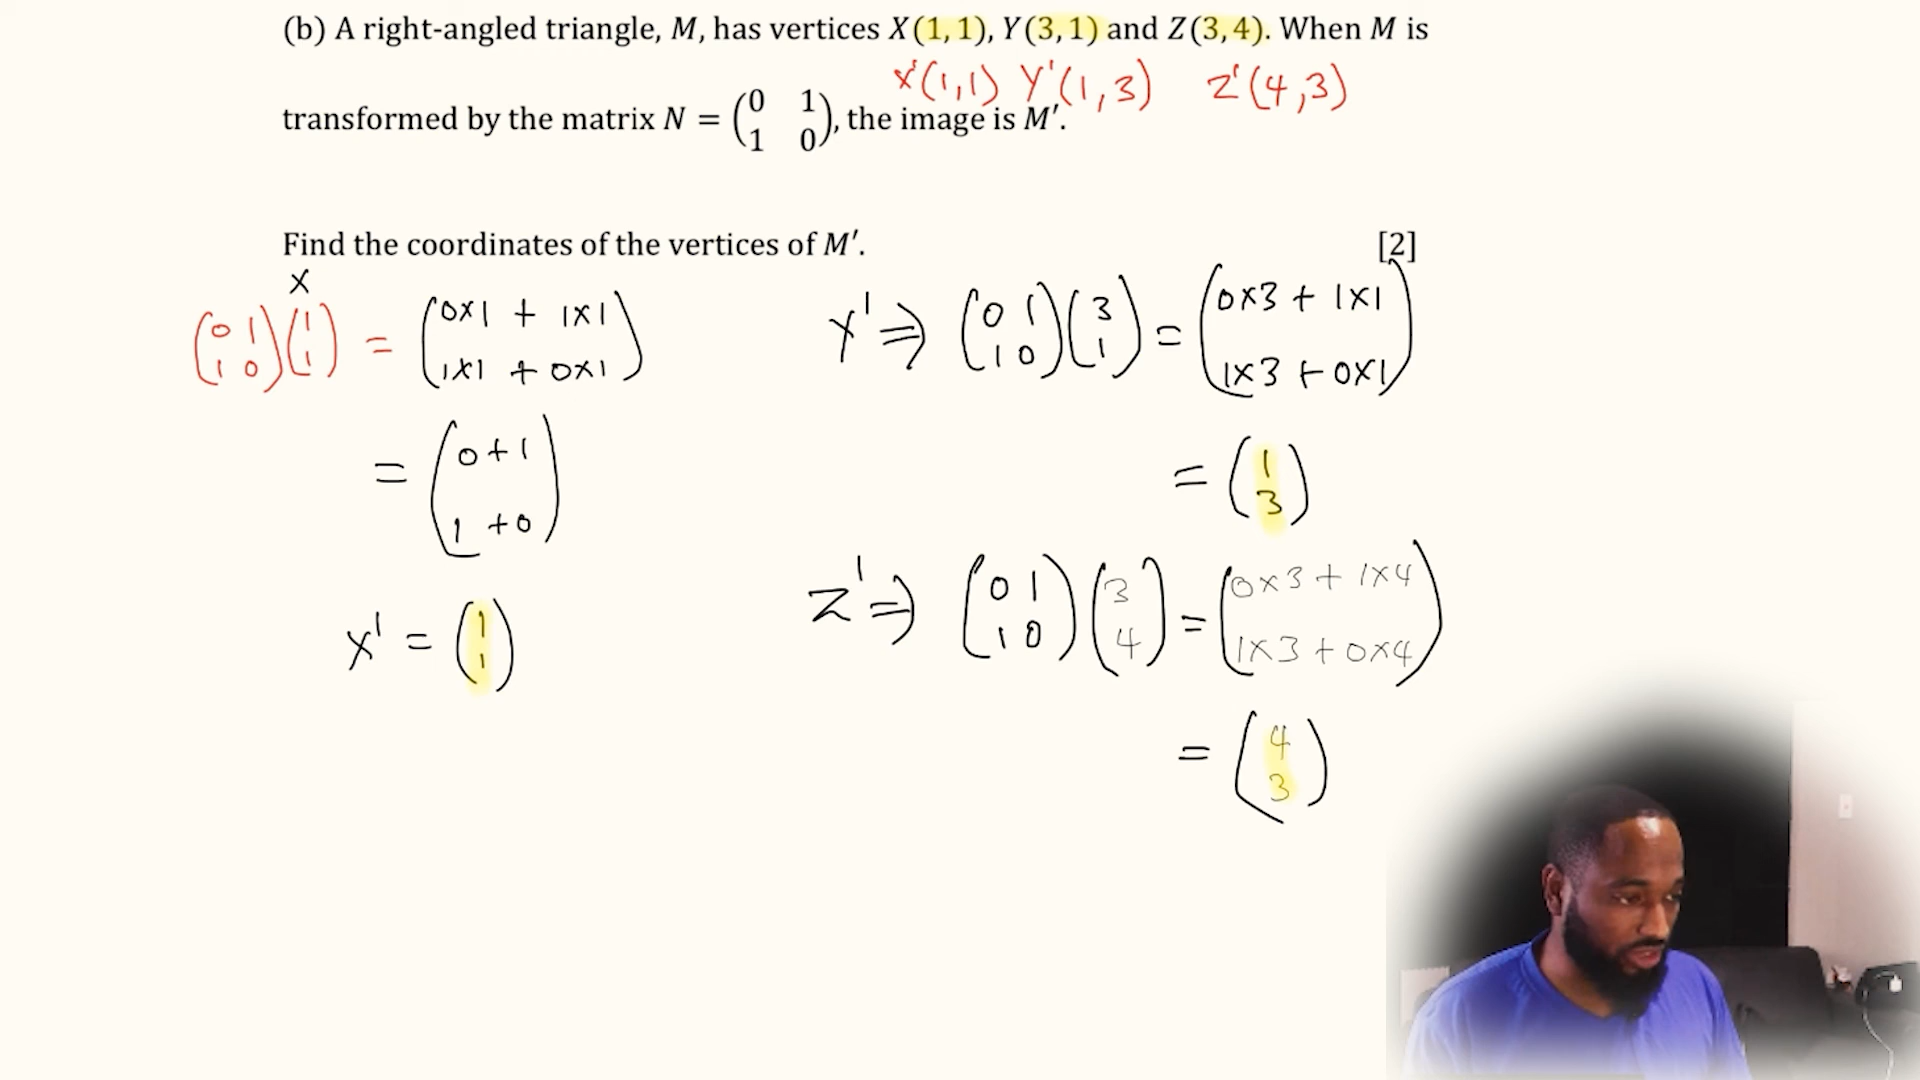 (b) A right-angled triangle, M, has vertices X(1, 1), Y(3, 1) and Z(3, 4). When M is
X'(1,1) Y'(1,3) Z'(4,3)
transformed by the matrix N = (0 1
1 0), the image is M'.
Find the coordinates of the vertices of M'. [2]
X
(0 1
1 0)(1
1) = (0×1 + 1×1
1×1 + 0×1)
= (0+1
1+0)
X' = (1
1)
Y' ⇒ (0 1
1 0)(3
1) = (0×3 + 1×1
1×3 + 0×1)
= (1
3)
Z' ⇒ (0 1
1 0)(3
4) = (0×3 + 1×4
1×3 + 0×4)
= (4
3)